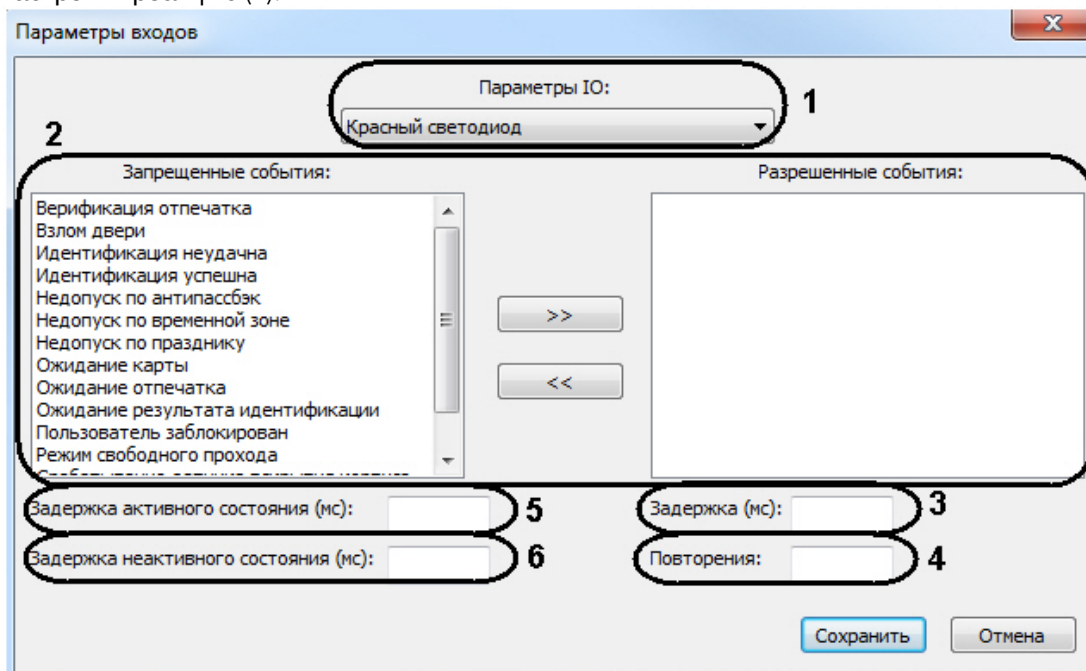 Параметры входов
Параметры IO:
1
Красный светодиод
2
Запрещенные события:
Разрешенные события:
Верификация отпечатка
Взлом двери
Идентификация неудачна
Идентификация успешна
Недопуск по антипассбэк
Недопуск по временной зоне
Недопуск по празднику
Ожидание карты
Ожидание отпечатка
Ожидание результата идентификации
Пользователь заблокирован
Режим свободного прохода
>>
<<
Задержка активного состояния (мс):
5
Задержка (мс):
3
Задержка неактивного состояния (мс):
6
Повторения:
4
Сохранить
Отмена